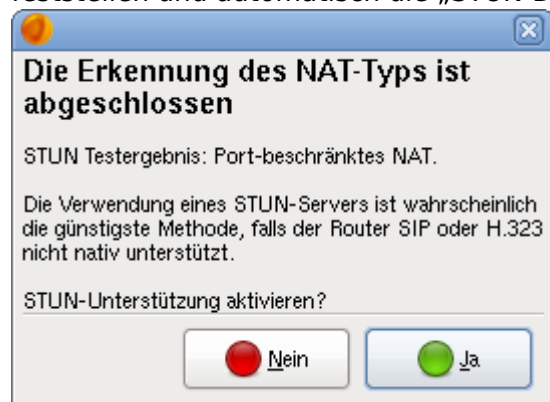 Die Erkennung des NAT-Typs ist
abgeschlossen
STUN Testergebnis: Port-beschränktes NAT.
Die Verwendung eines STUN-Servers ist wahrscheinlich
die günstigste Methode, falls der Router SIP oder H.323
nicht nativ unterstützt.
STUN-Unterstützung aktivieren?
Nein
Ja